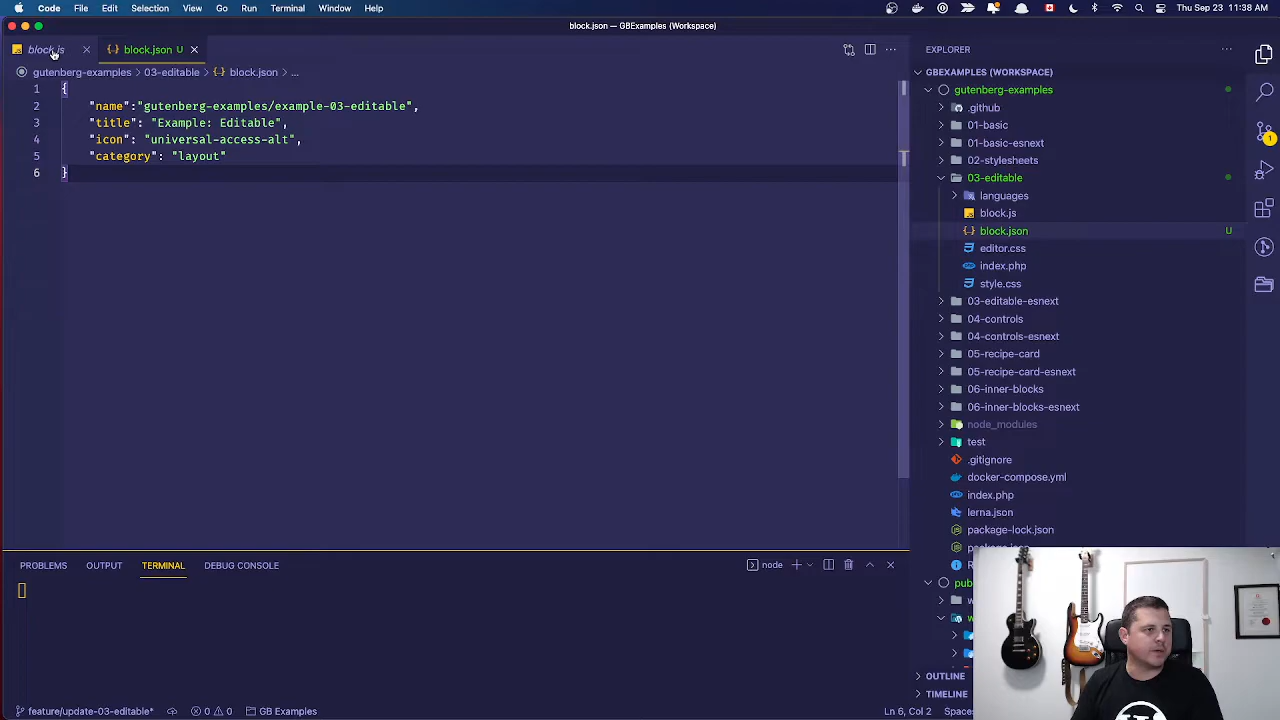 Code File Edit Selection View Go Run Terminal Window Help Thu Sep 23 11:38 AM
block.json — GBExamples (Workspace)
block.js block.json U
gutenberg-examples 03-editable block.json ...
1 {
2 "name":"gutenberg-examples/example-03-editable",
3 "title": "Example: Editable",
4 "icon": "universal-access-alt",
5 "category": "layout"
6 }
EXPLORER
GBEXAMPLES (WORKSPACE)
gutenberg-examples
.github
01-basic
01-basic-esnext
02-stylesheets
03-editable
languages
block.js
block.json U
editor.css
index.php
style.css
03-editable-esnext
04-controls
04-controls-esnext
05-recipe-card
05-recipe-card-esnext
06-inner-blocks
06-inner-blocks-esnext
node_modules
test
.gitignore
docker-compose.yml
index.php
lerna.json
package-lock.json
OUTLINE
TIMELINE
1
PROBLEMS OUTPUT TERMINAL DEBUG CONSOLE node
feature/update-03-editable* 0 0 GB Examples Ln 6, Col 2